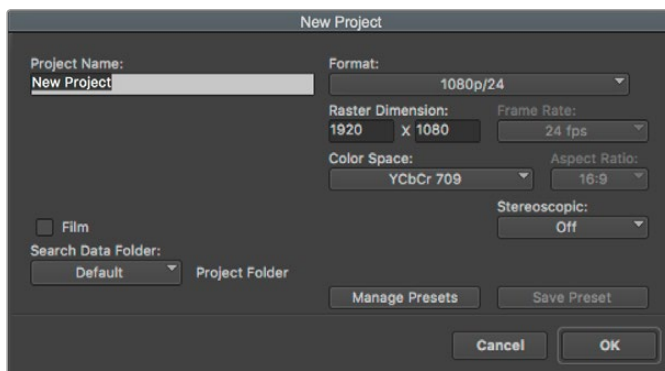 New Project
Project Name:
New Project
Format:
1080p/24
Raster Dimension:
1920 X 1080
Frame Rate:
24 fps
Color Space:
YCbCr 709
Aspect Ratio:
16:9
Stereoscopic:
Off
Film
Search Data Folder:
Default
Project Folder
Manage Presets
Save Preset
Cancel
OK